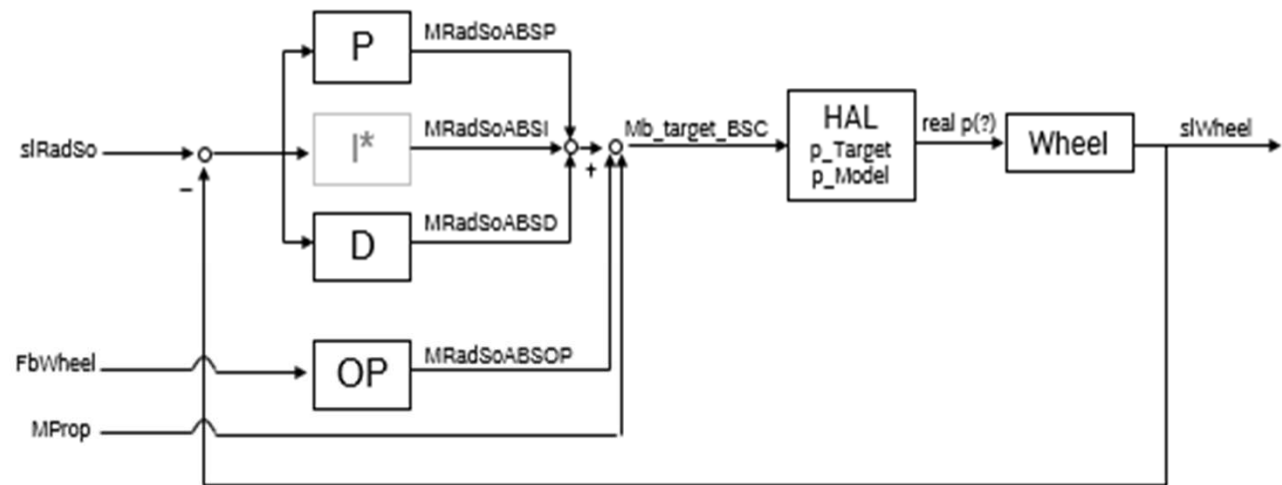 P
MRadSoABSP
slRadSo
–
I*
MRadSoABSI
+
Mb_target_BSC
HAL
p_Target
p_Model
real p(?)
Wheel
slWheel
D
MRadSoABSD
FbWheel
OP
MRadSoABSOP
MProp